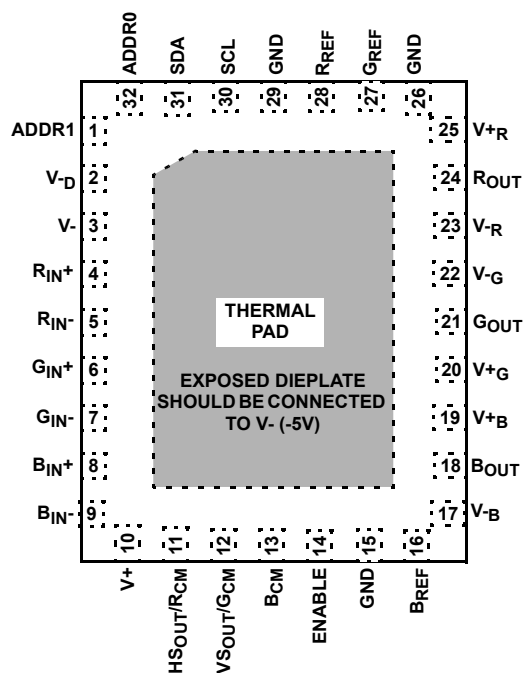 ADDR0
SDA
SCL
GND
RREF
GREF
GND
32
31
30
29
28
27
26
ADDR1 1
V-D 2
V- 3
RIN+ 4
RIN- 5
GIN+ 6
GIN- 7
BIN+ 8
BIN- 9
THERMAL
PAD
EXPOSED DIEPLATE
SHOULD BE CONNECTED
TO V- (-5V)
25 V+R
24 ROUT
23 V-R
22 V-G
21 GOUT
20 V+G
19 V+B
18 BOUT
17 V-B
10
11
12
13
14
15
16
V+
HSOUT/RCM
VSOUT/GCM
BCM
ENABLE
GND
BREF